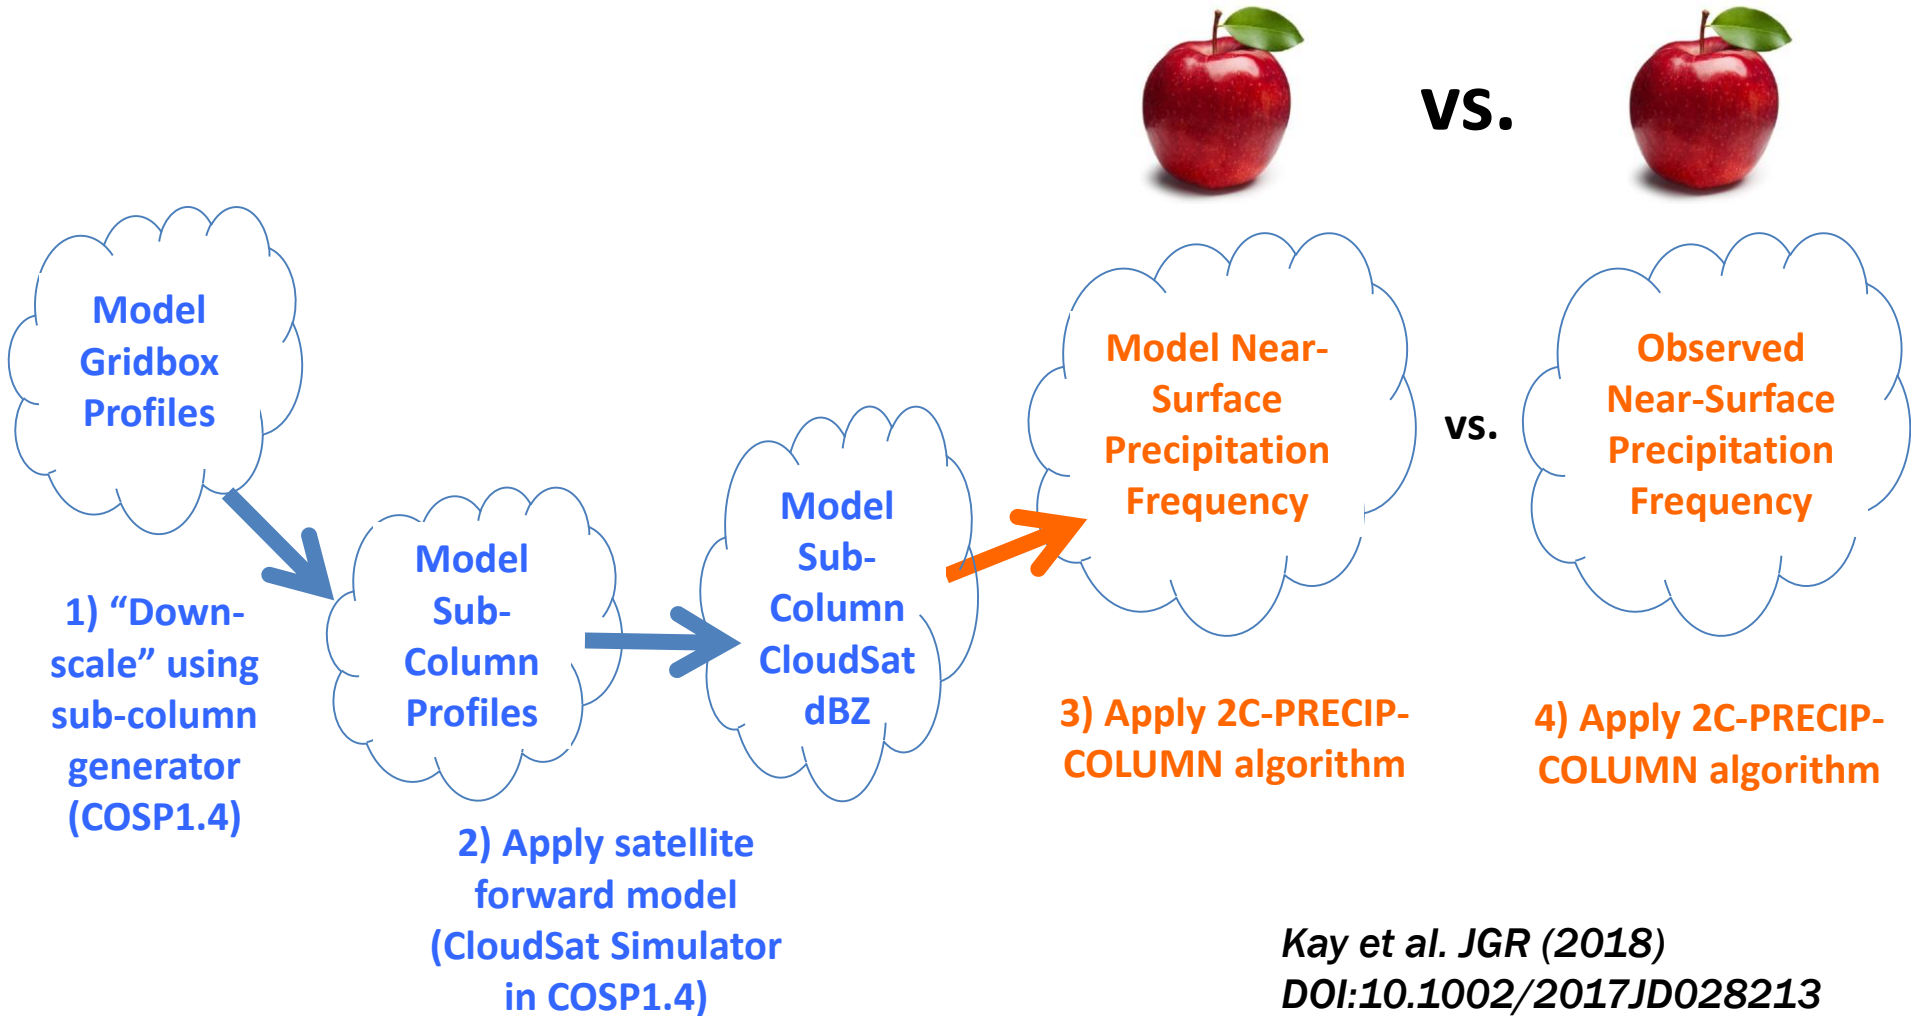 vs.
Model
Gridbox
Profiles
1) “Down-
scale” using
sub-column
generator
(COSP1.4)
Model
Sub-
Column
Profiles
2) Apply satellite
forward model
(CloudSat Simulator
in COSP1.4)
Model
Sub-
Column
CloudSat
dBZ
Model Near-
Surface
Precipitation
Frequency
3) Apply 2C-PRECIP-
COLUMN algorithm
vs.
Observed
Near-Surface
Precipitation
Frequency
4) Apply 2C-PRECIP-
COLUMN algorithm
Kay et al. JGR (2018)
DOI:10.1002/2017JD028213